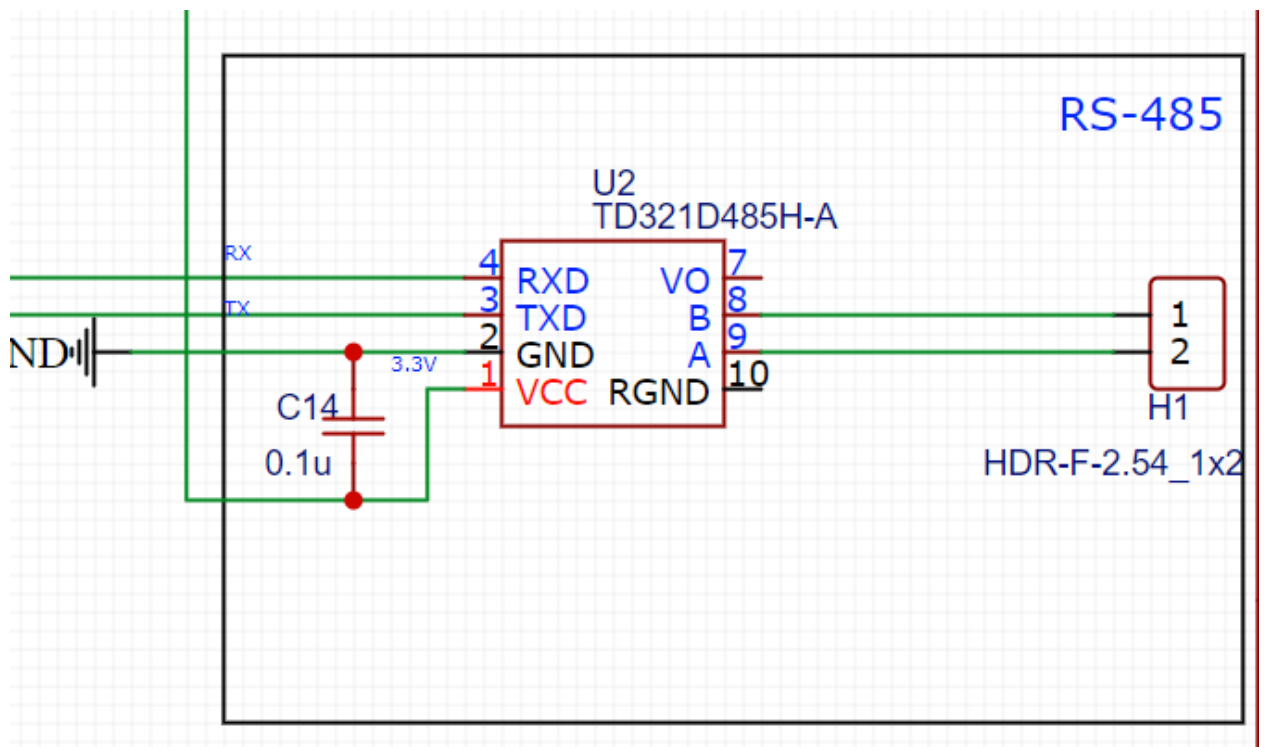 RS-485
U2
TD321D485H-A
RX
4
RXD
VO
7
TX
3
TXD
B
8
1
ND
2
GND
A
9
2
3.3V
1
VCC
RGND
10
C14
H1
0.1u
HDR-F-2.54_1x2